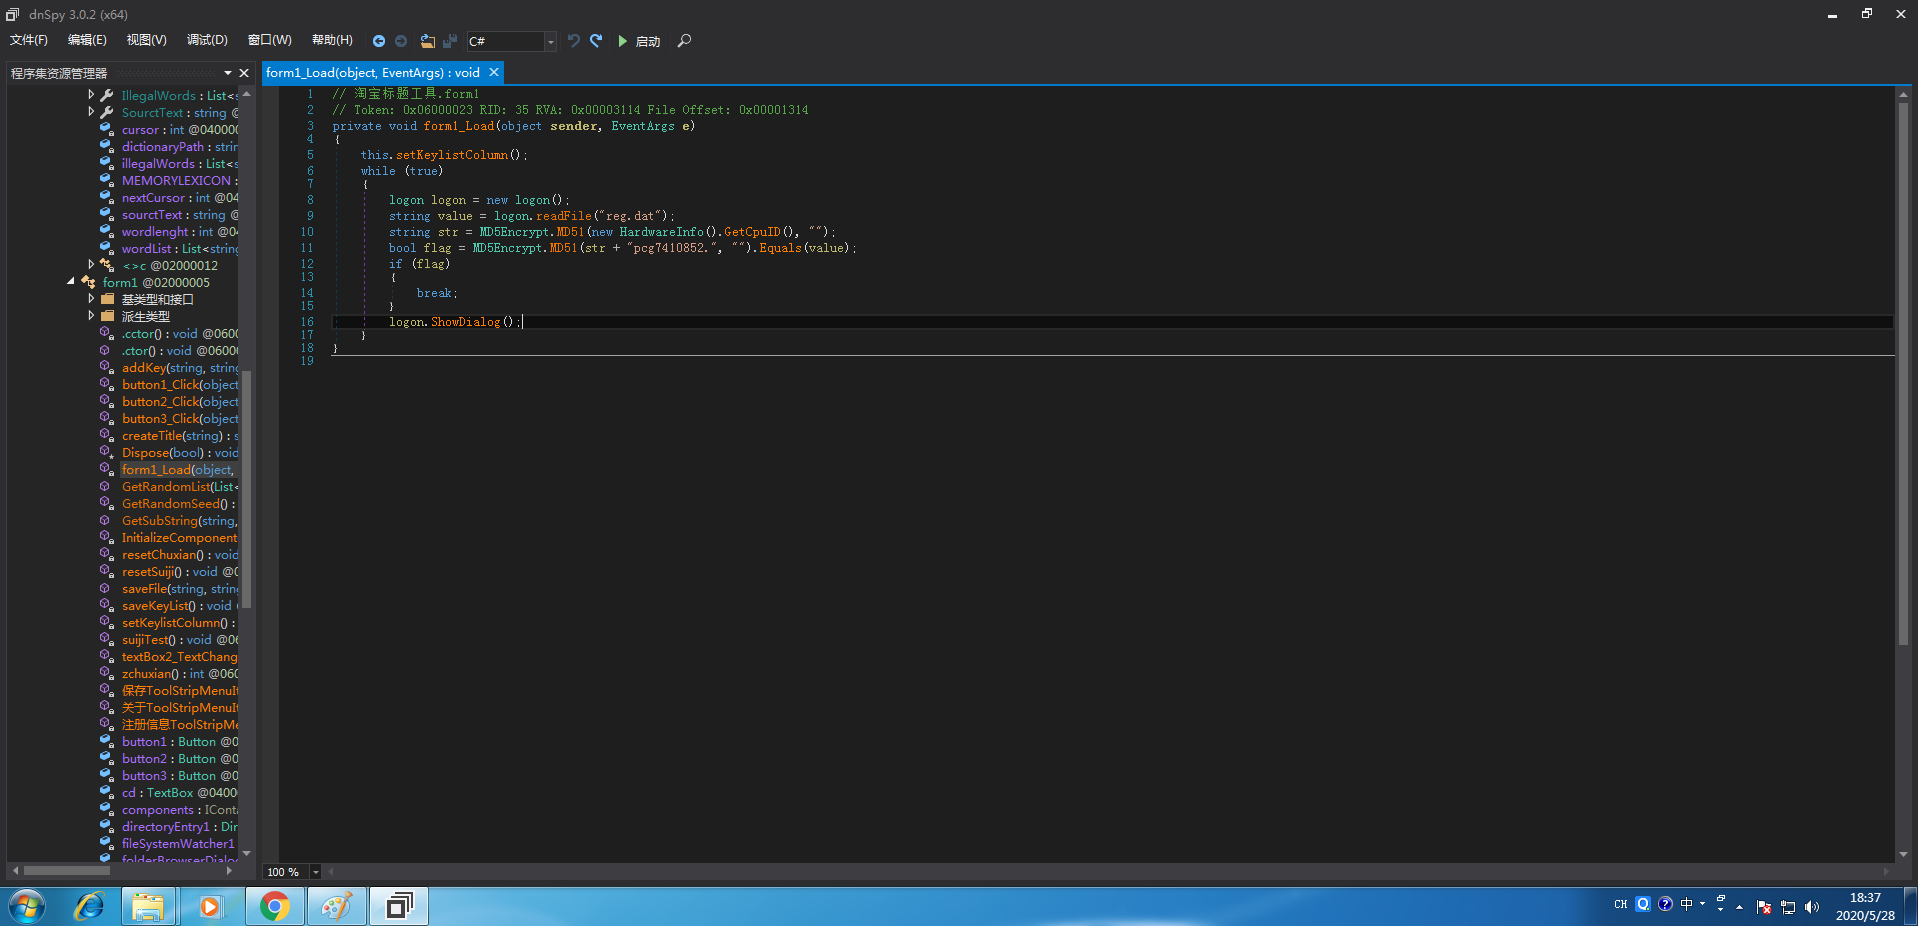 dnSpy 3.0.2 (x64)
文件(F) 编辑(E) 视图(V) 调试(D) 窗口(W) 帮助(H) C# 启动
程序集资源管理器
form1_Load(object, EventArgs) : void
IllegalWords : List<s
SourctText : string @
cursor : int @04000
dictionaryPath : strin
illegalWords : List<s
MEMORYLEXICON :
nextCursor : int @04
sourctText : string @
wordlenght : int @04
wordList : List<string
<>c @02000012
form1 @02000005
基类型和接口
派生类型
.cctor() : void @0600
.ctor() : void @0600
addKey(string, string
button1_Click(object
button2_Click(object
button3_Click(object
createTitle(string) : s
Dispose(bool) : void
form1_Load(object,
GetRandomList(List<
GetRandomSeed() :
GetSubString(string,
InitializeComponent
resetChuxian() : void
resetSuiji() : void @0
saveFile(string, string
saveKeyList() : void
setKeylistColumn() :
suijiTest() : void @06
textBox2_TextChang
zchuxian() : int @060
保存ToolStripMenuIt
关于ToolStripMenuIt
注册信息ToolStripMe
button1 : Button @0
button2 : Button @0
button3 : Button @0
cd : TextBox @0400
components : IConta
directoryEntry1 : Dir
fileSystemWatcher1
folderBrowserDialog
1 // 淘宝标题工具.form1
2 // Token: 0x06000023 RID: 35 RVA: 0x00003114 File Offset: 0x00001314
3 private void form1_Load(object sender, EventArgs e)
4 {
5 this.setKeylistColumn();
6 while (true)
7 {
8 logon logon = new logon();
9 string value = logon.readFile("reg.dat");
10 string str = MD5Encrypt.MD51(new HardwareInfo().GetCpuID(), "");
11 bool flag = MD5Encrypt.MD51(str + "pcg7410852.", "").Equals(value);
12 if (flag)
13 {
14 break;
15 }
16 logon.ShowDialog();
17 }
18 }
19
100 %
CH 中
18:37
2020/5/28